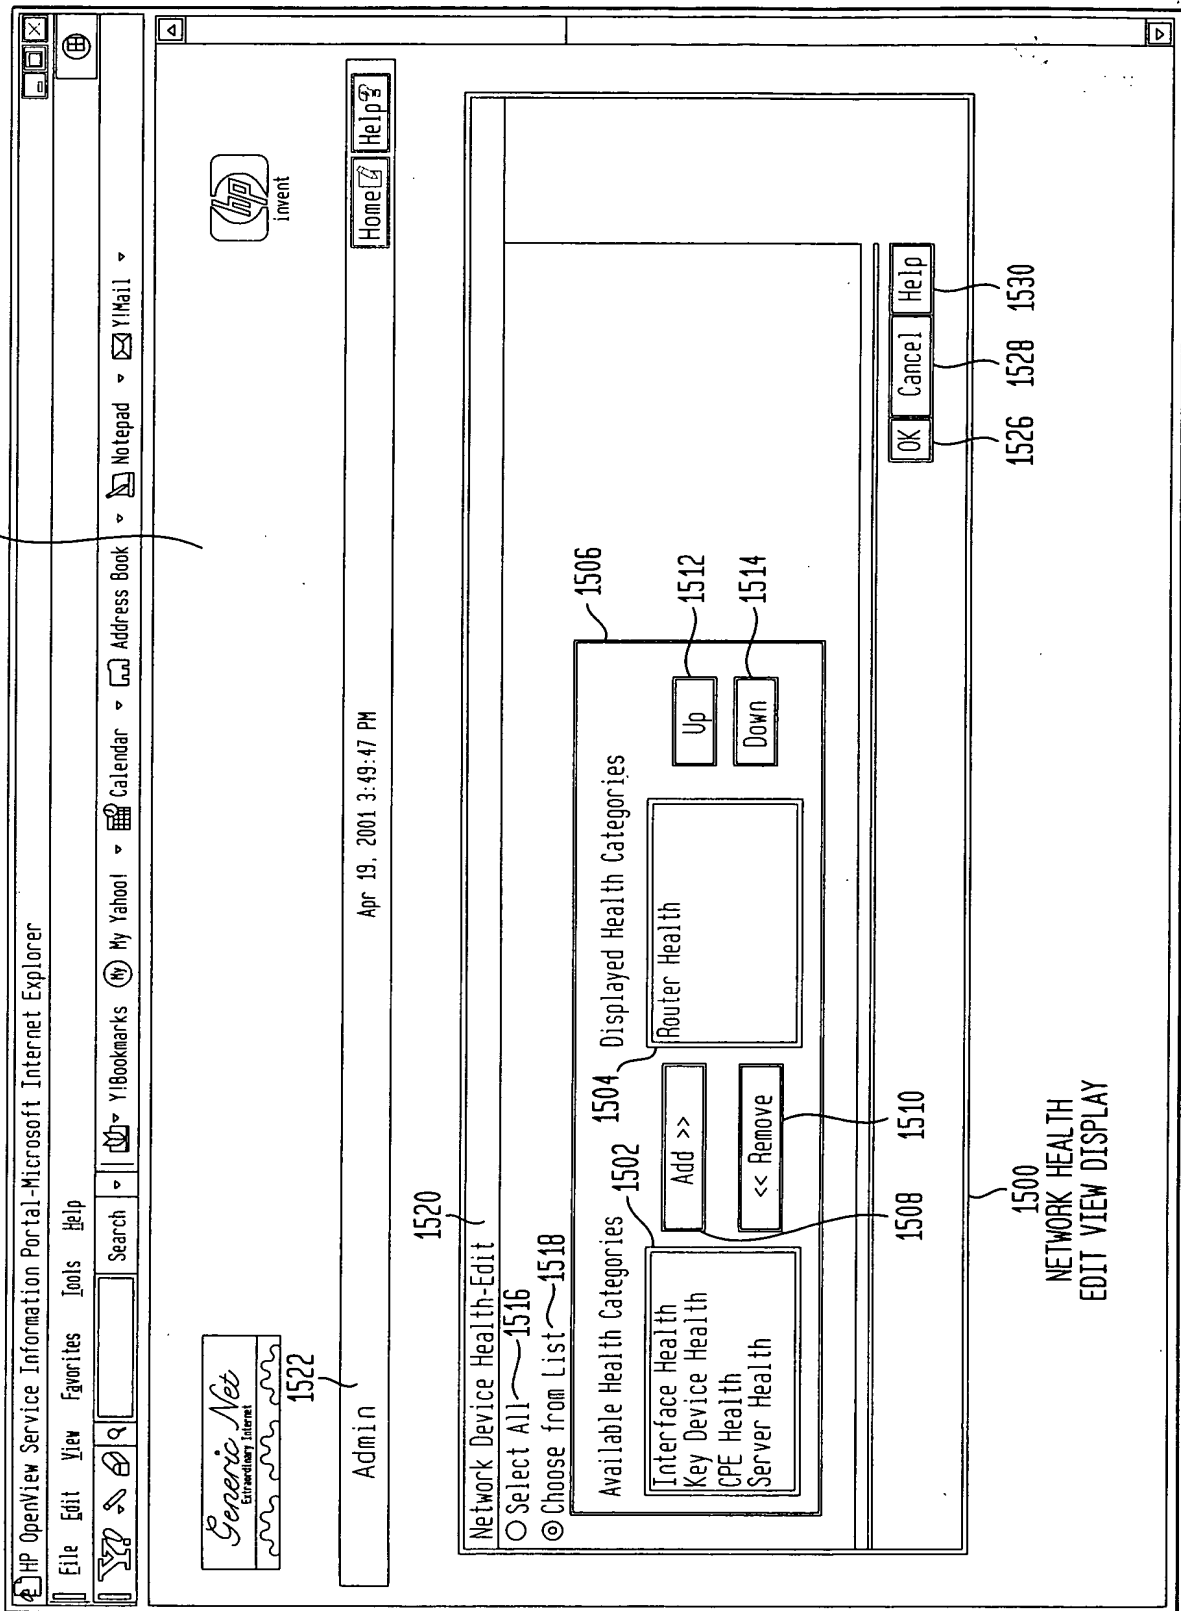 HP OpenView Service Information Portal-Microsoft Internet Explorer
File Edit View Favorites Tools Help
Y! Search Y!Bookmarks My My Yahoo! Calendar Address Book Notepad Y!Mail
Generic Net
Extraordinary Internet
hp
invent
1522
Admin Apr 19, 2001 3:49:47 PM Home Help ?
1520
Network Device Health-Edit
Select All 1516
Choose from List 1518
1506
Available Health Categories 1502
Displayed Health Categories
1504
Interface Health
Key Device Health
CPE Health
Server Health
Add >>
<< Remove
Router Health
Up 1512
Down 1514
1508
1510
OK Cancel Help
1526 1528 1530
1500
NETWORK HEALTH
EDIT VIEW DISPLAY